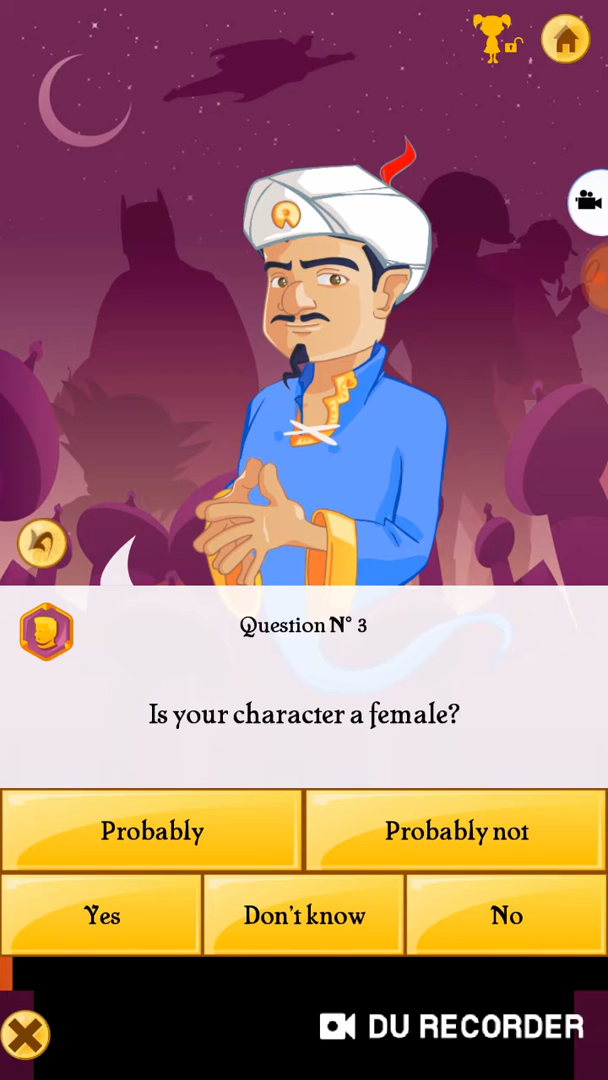 Question N° 3
Is your character a female?
Probably
Probably not
Yes
Don't know
No
DU RECORDER